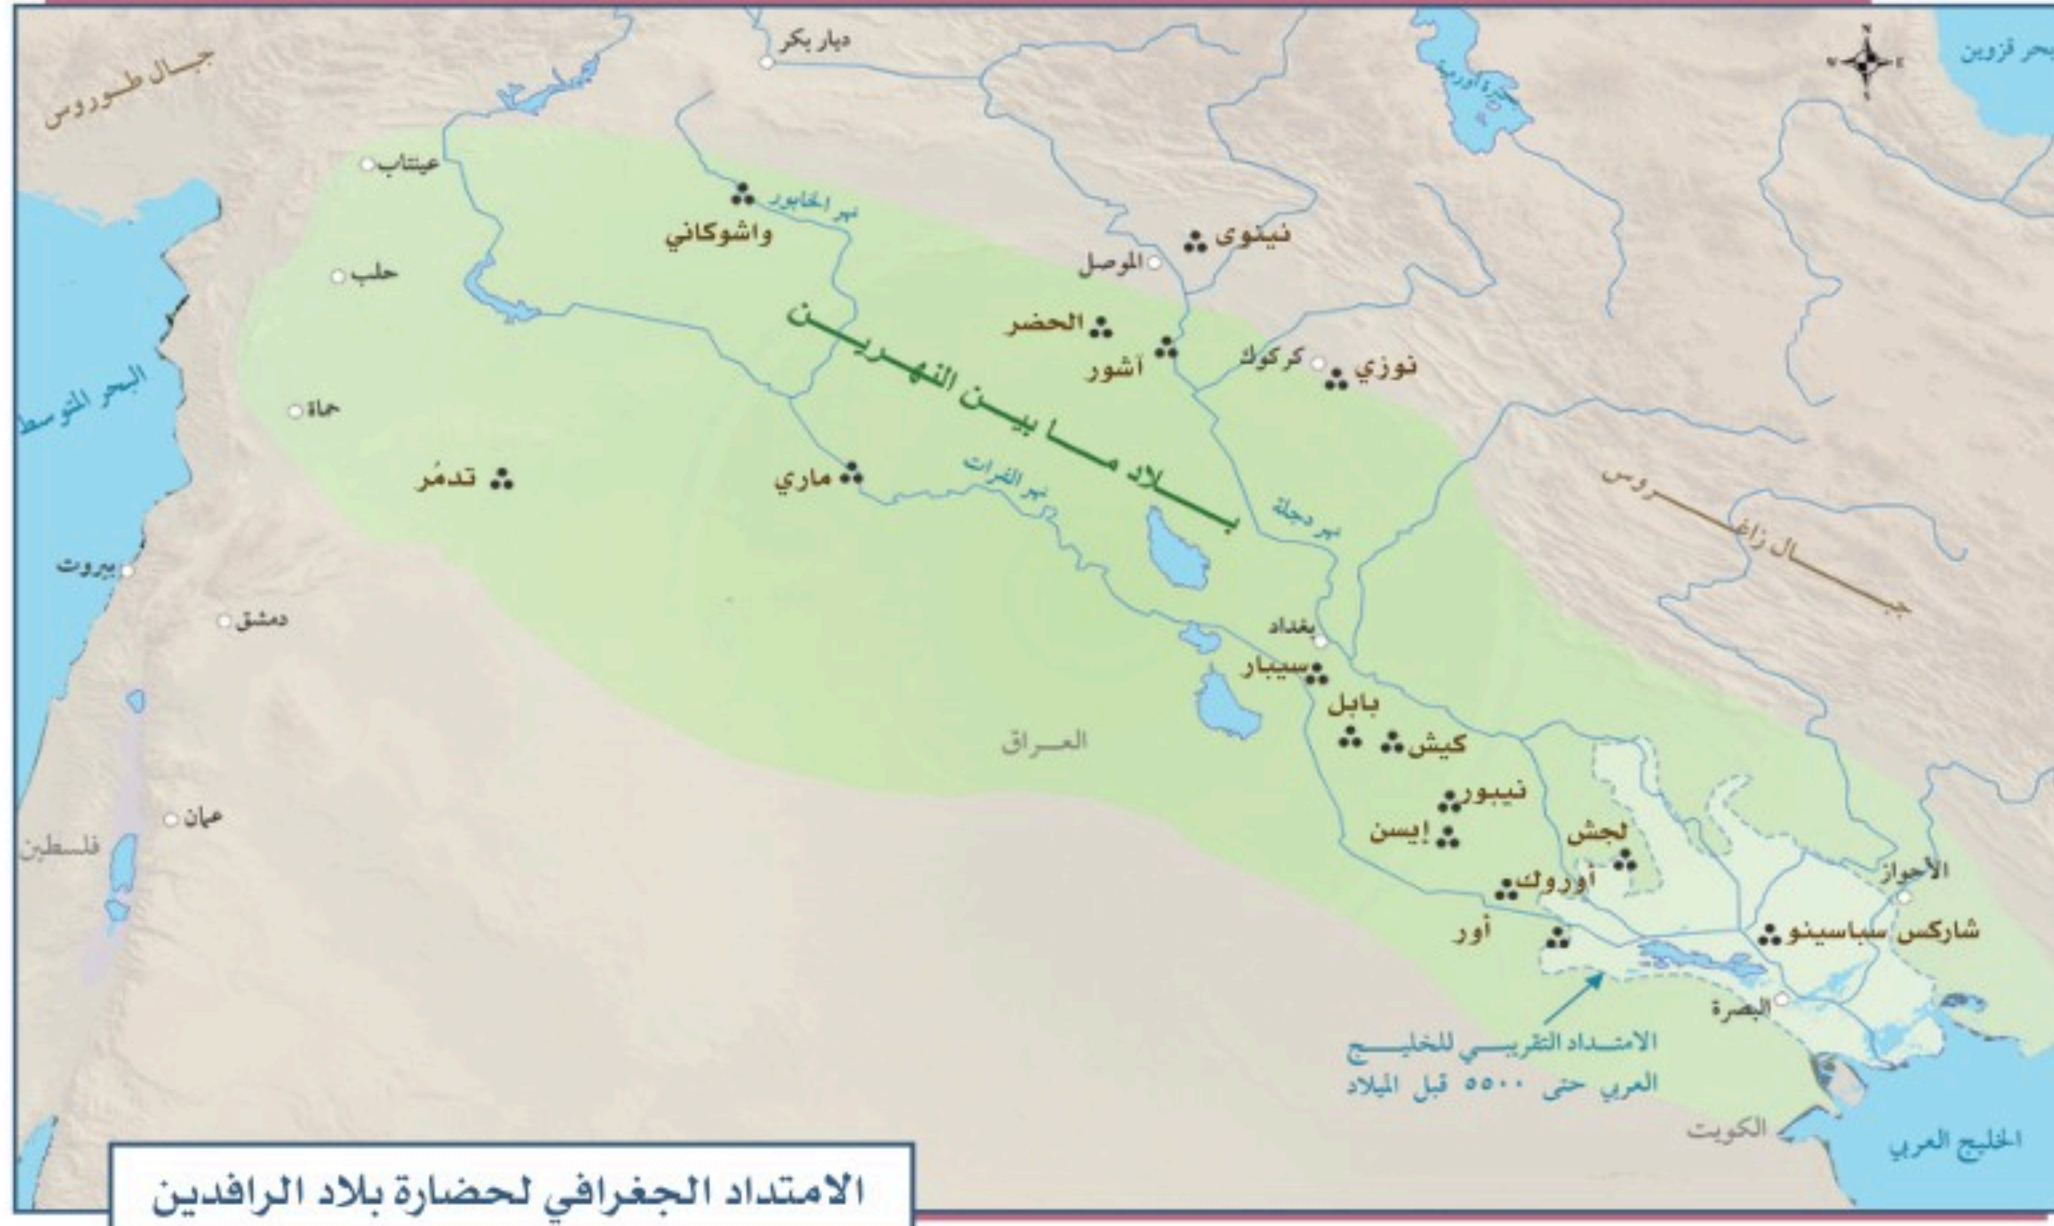 ديار بكر
بحر قزوين
جبال طوروس
بحيرة أورمية
N
W
E
S
عينتاب
نهر الخابور
واشوكاني
نينوى
الموصل
حلب
الحضر
آشور
كركوك
نوزي
بلاد ما بين النهرين
البحر المتوسط
حماة
تدمُر
ماري
نهر الفرات
نهر دجلة
جبال زاغروس
بيروت
دمشق
بغداد
سيبار
بابل
كيش
العراق
نيبور
إيسن
لجش
عمان
فلسطين
أوروك
الأحواز
أور
شاركس سباسينو
البصرة
الامتداد التقريبي للخليج
العربي حتى ٥٥٠٠ قبل الميلاد
الكويت
الخليج العربي
الامتداد الجغرافي لحضارة بلاد الرافدين